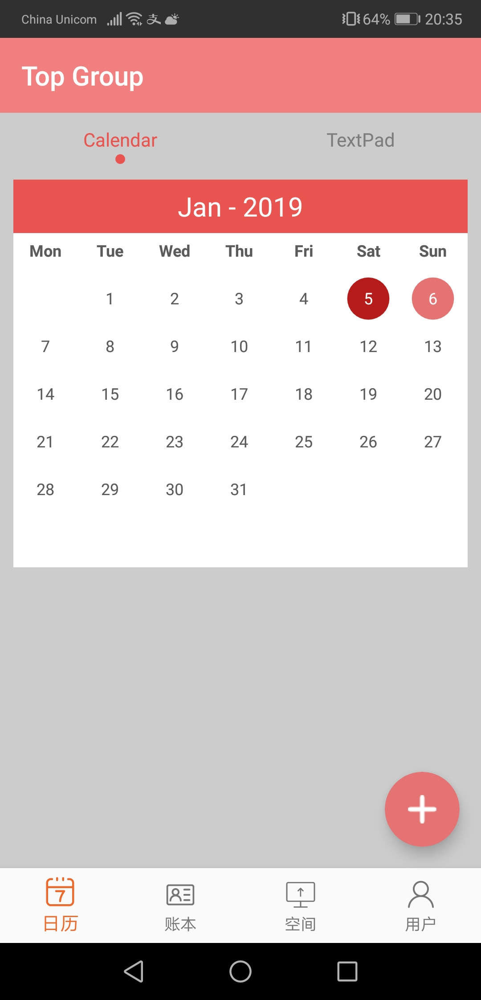 China Unicom 支 64% 20:35
Top Group
Calendar TextPad
Jan - 2019
Mon Tue Wed Thu Fri Sat Sun
1 2 3 4 5 6
7 8 9 10 11 12 13
14 15 16 17 18 19 20
21 22 23 24 25 26 27
28 29 30 31
7
日历 账本 空间 用户